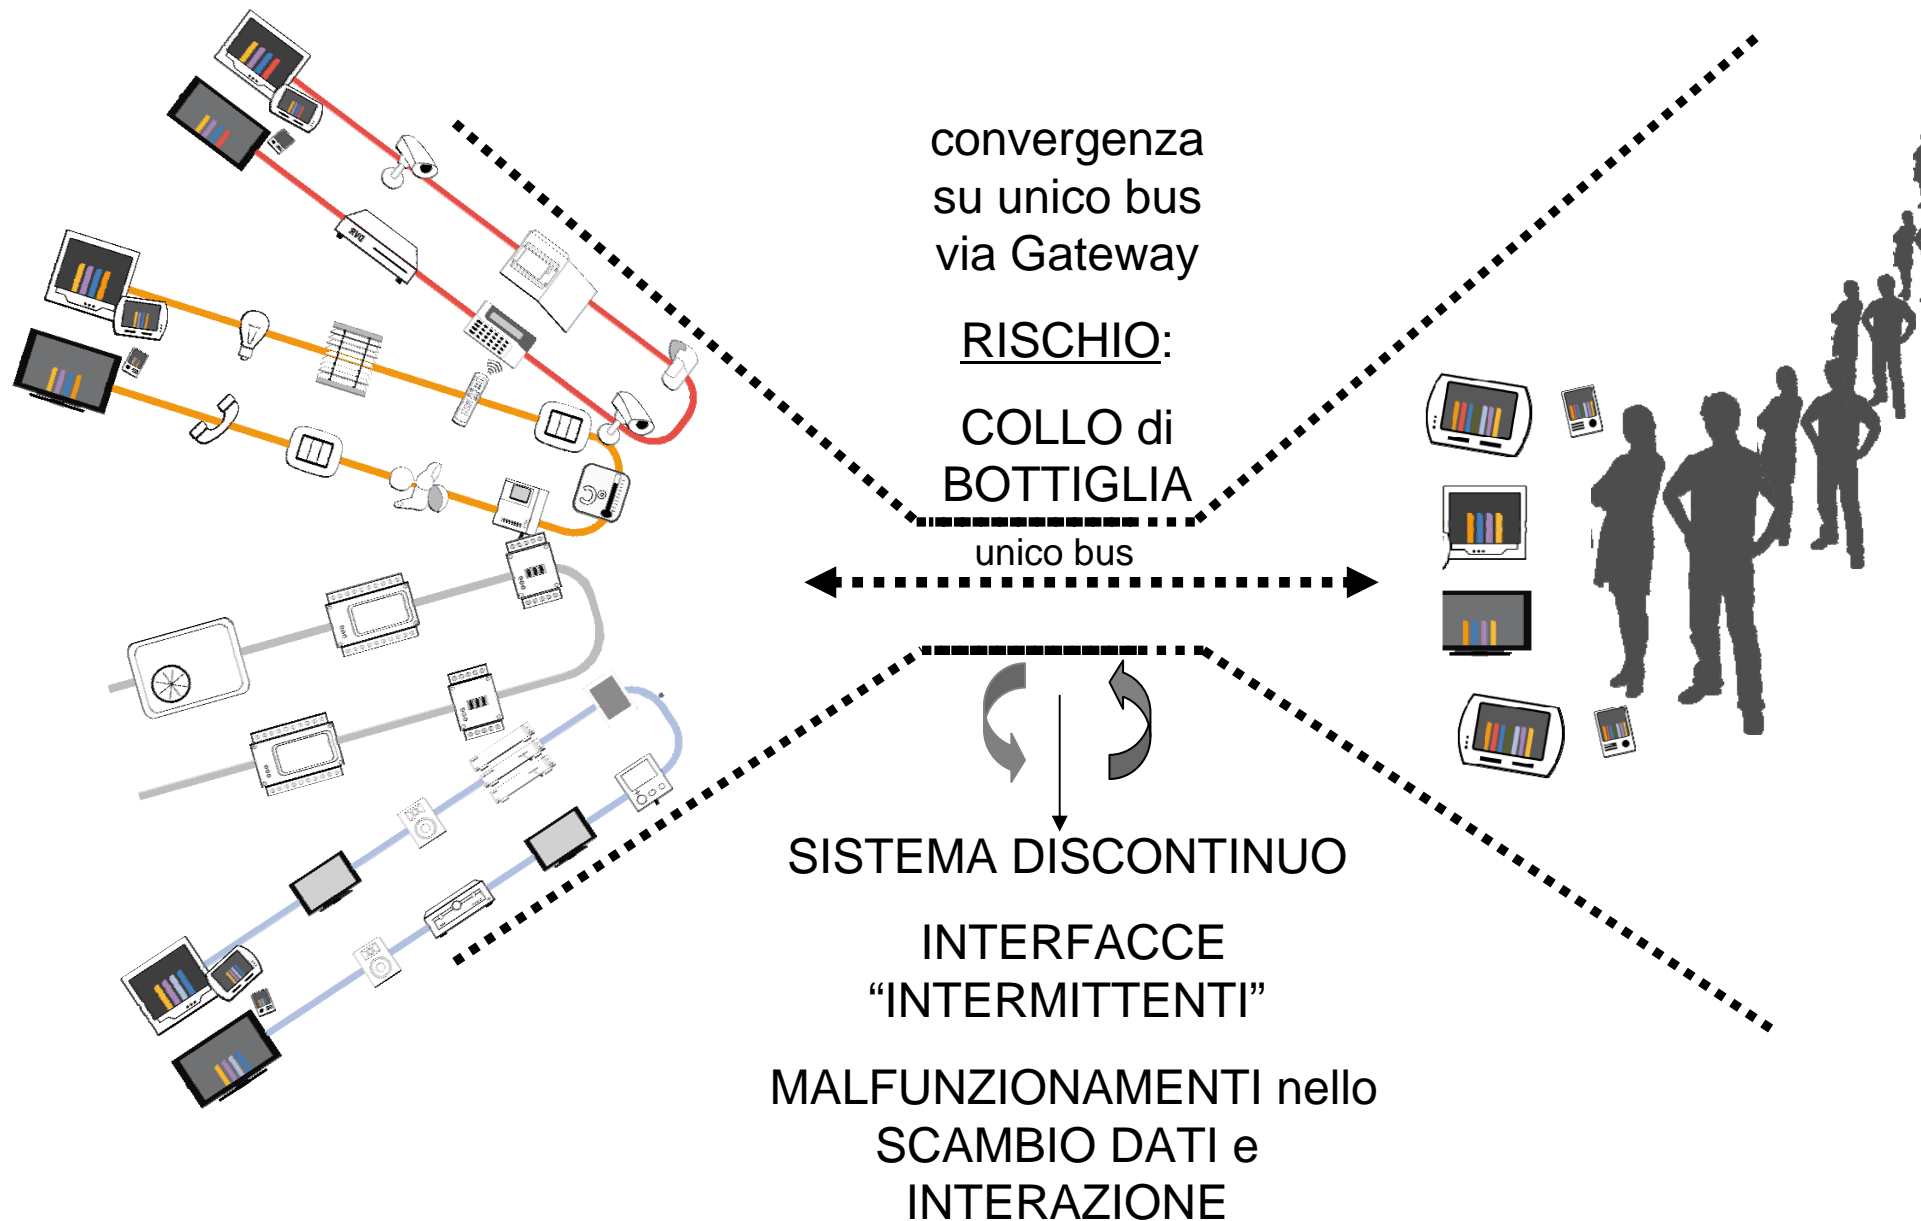 convergenza
su unico bus
via Gateway
RISCHIO:
COLLO di
BOTTIGLIA
unico bus
SISTEMA DISCONTINUO
INTERFACCE
“INTERMITTENTI”
MALFUNZIONAMENTI nello
SCAMBIO DATI e
INTERAZIONE